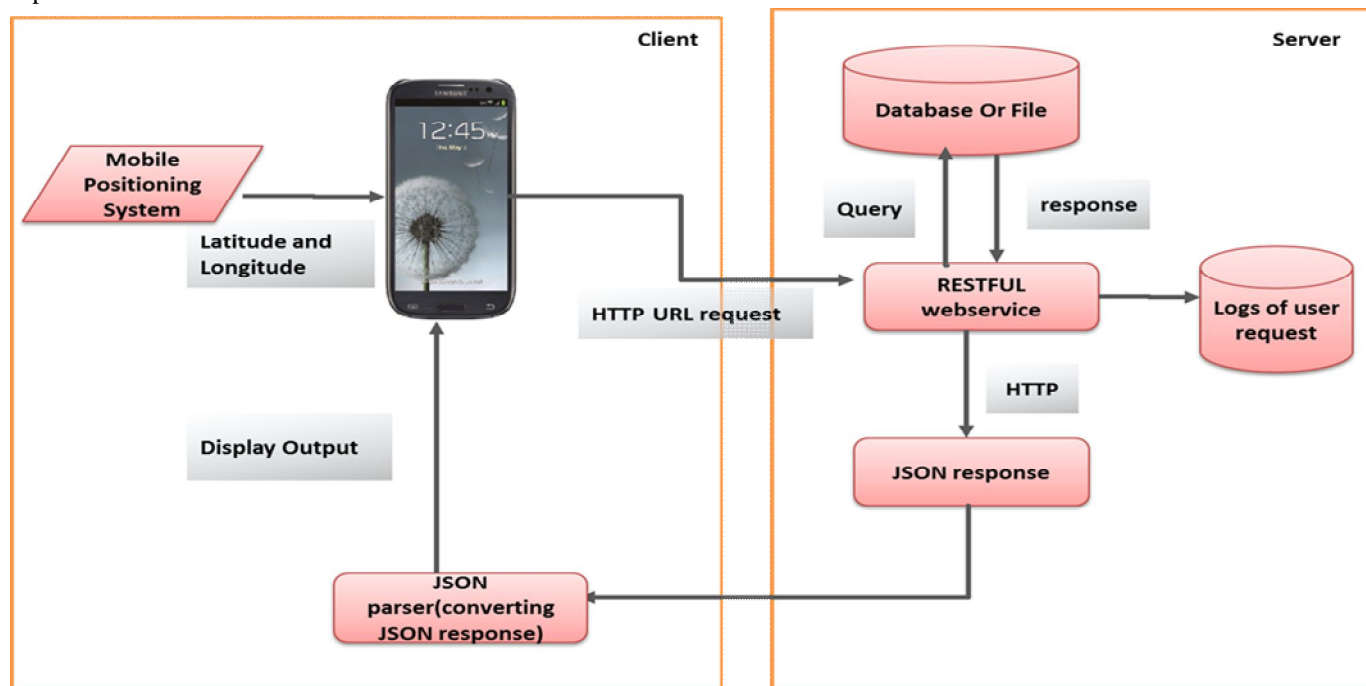 Client
Server
Database Or File
Mobile
Positioning
System
SAMSUNG
12:45
Query
response
Latitude and
Longitude
RESTFUL
webservice
HTTP URL request
Logs of user
request
HTTP
Display Output
JSON response
JSON
parser(converting
JSON response)